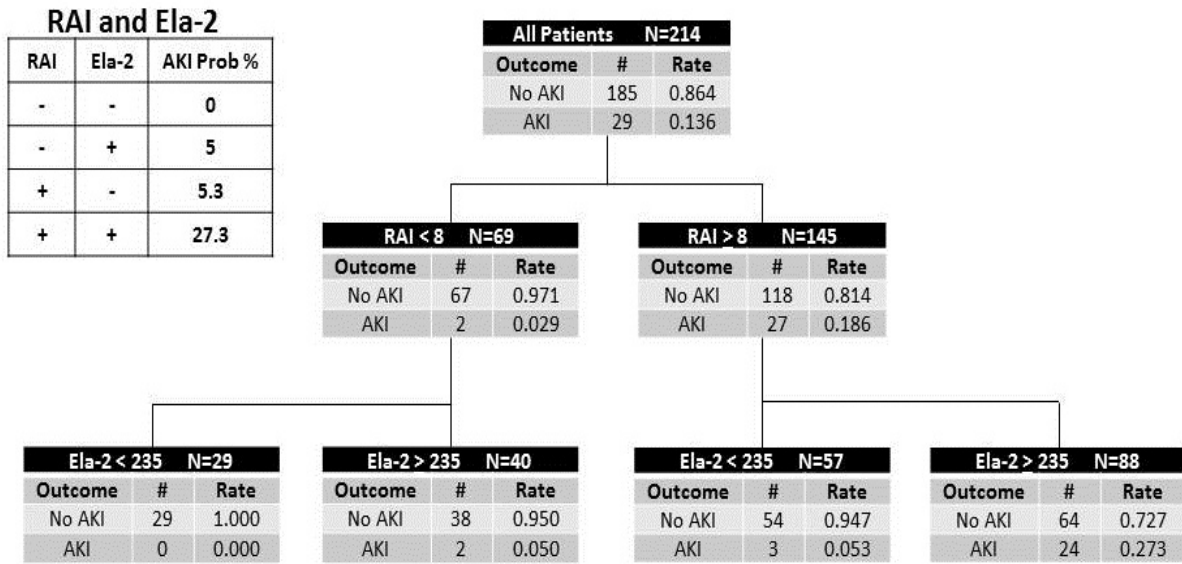 RAI and Ela-2
RAI Ela-2 AKI Prob %
- - 0
- + 5
+ - 5.3
+ + 27.3
All Patients N=214
Outcome # Rate
No AKI 185 0.864
AKI 29 0.136
RAI < 8 N=69
Outcome # Rate
No AKI 67 0.971
AKI 2 0.029
RAI > 8 N=145
Outcome # Rate
No AKI 118 0.814
AKI 27 0.186
Ela-2 < 235 N=29
Outcome # Rate
No AKI 29 1.000
AKI 0 0.000
Ela-2 > 235 N=40
Outcome # Rate
No AKI 38 0.950
AKI 2 0.050
Ela-2 < 235 N=57
Outcome # Rate
No AKI 54 0.947
AKI 3 0.053
Ela-2 > 235 N=88
Outcome # Rate
No AKI 64 0.727
AKI 24 0.273